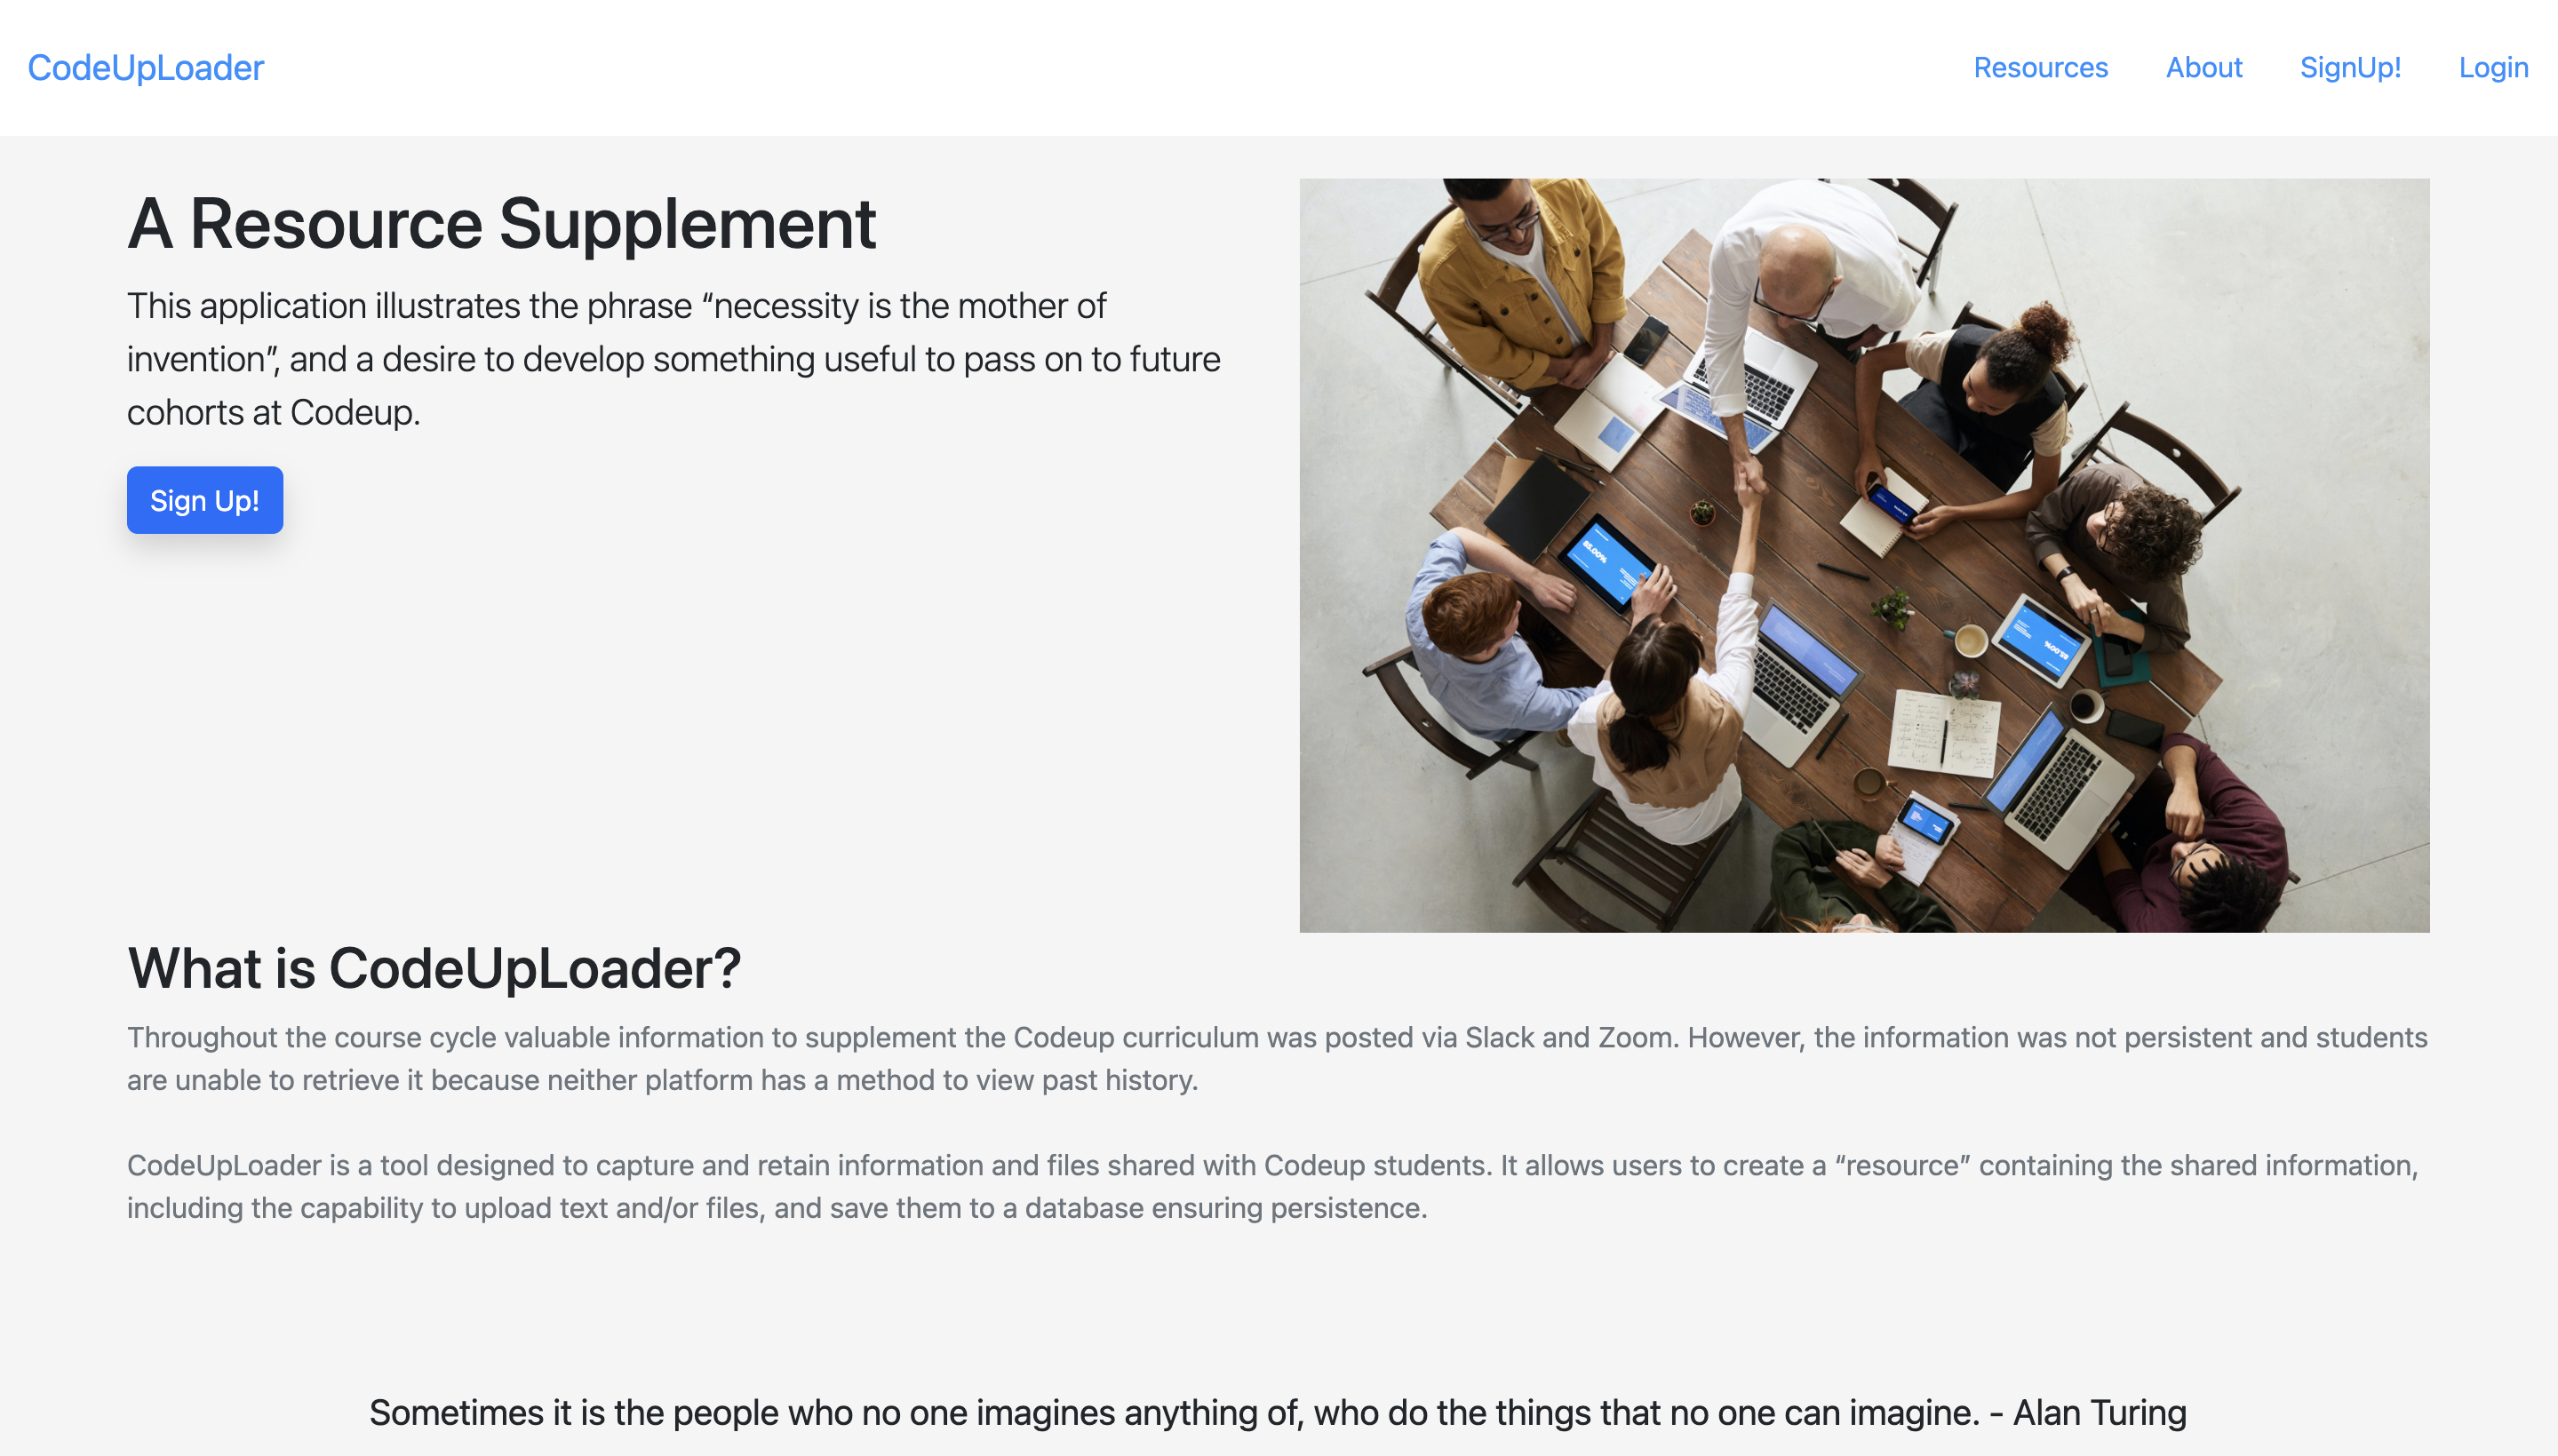 CodeUpLoader
Resources
About
SignUp!
Login
A Resource Supplement
This application illustrates the phrase “necessity is the mother of
invention”, and a desire to develop something useful to pass on to future
cohorts at Codeup.
Sign Up!
85.00%
85.00%
What is CodeUpLoader?
Throughout the course cycle valuable information to supplement the Codeup curriculum was posted via Slack and Zoom. However, the information was not persistent and students
are unable to retrieve it because neither platform has a method to view past history.
CodeUpLoader is a tool designed to capture and retain information and files shared with Codeup students. It allows users to create a “resource” containing the shared information,
including the capability to upload text and/or files, and save them to a database ensuring persistence.
Sometimes it is the people who no one imagines anything of, who do the things that no one can imagine. - Alan Turing